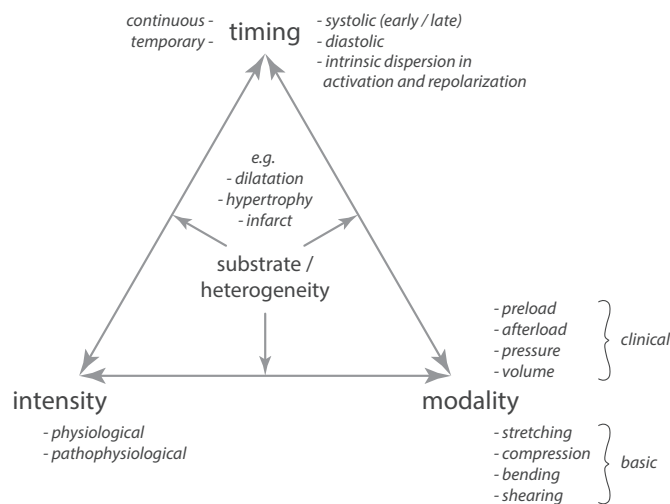 continuous -
temporary -
timing
- systolic (early / late)
- diastolic
- intrinsic dispersion in
activation and repolarization
e.g.
- dilatation
- hypertrophy
- infarct
substrate /
heterogeneity
intensity
- physiological
- pathophysiological
- preload
- afterload
- pressure
- volume
clinical
modality
- stretching
- compression
- bending
- shearing
basic